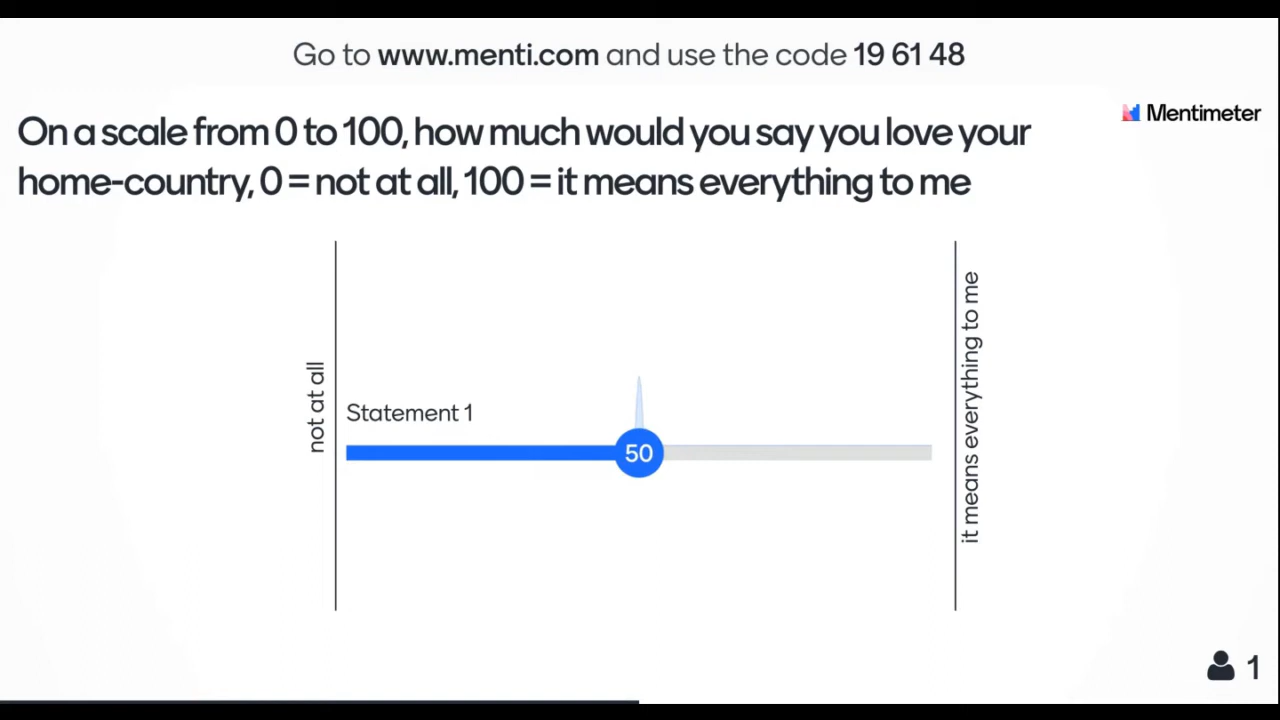 Go to www.menti.com and use the code 19 61 48
Mentimeter
On a scale from 0 to 100, how much would you say you love your
home-country, 0 = not at all, 100 = it means everything to me
not at all
Statement 1
50
it means everything to me
1